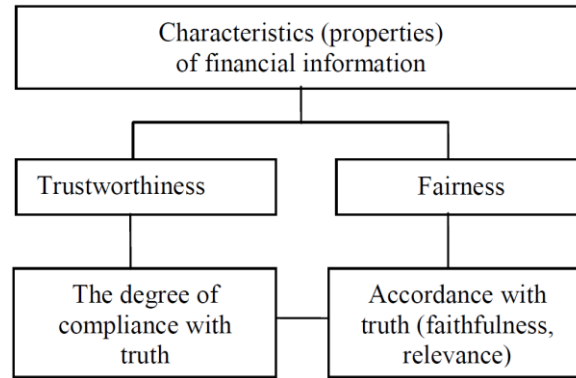 Characteristics (properties)
of financial information
Trustworthiness
Fairness
The degree of
compliance with
truth
Accordance with
truth (faithfulness,
relevance)